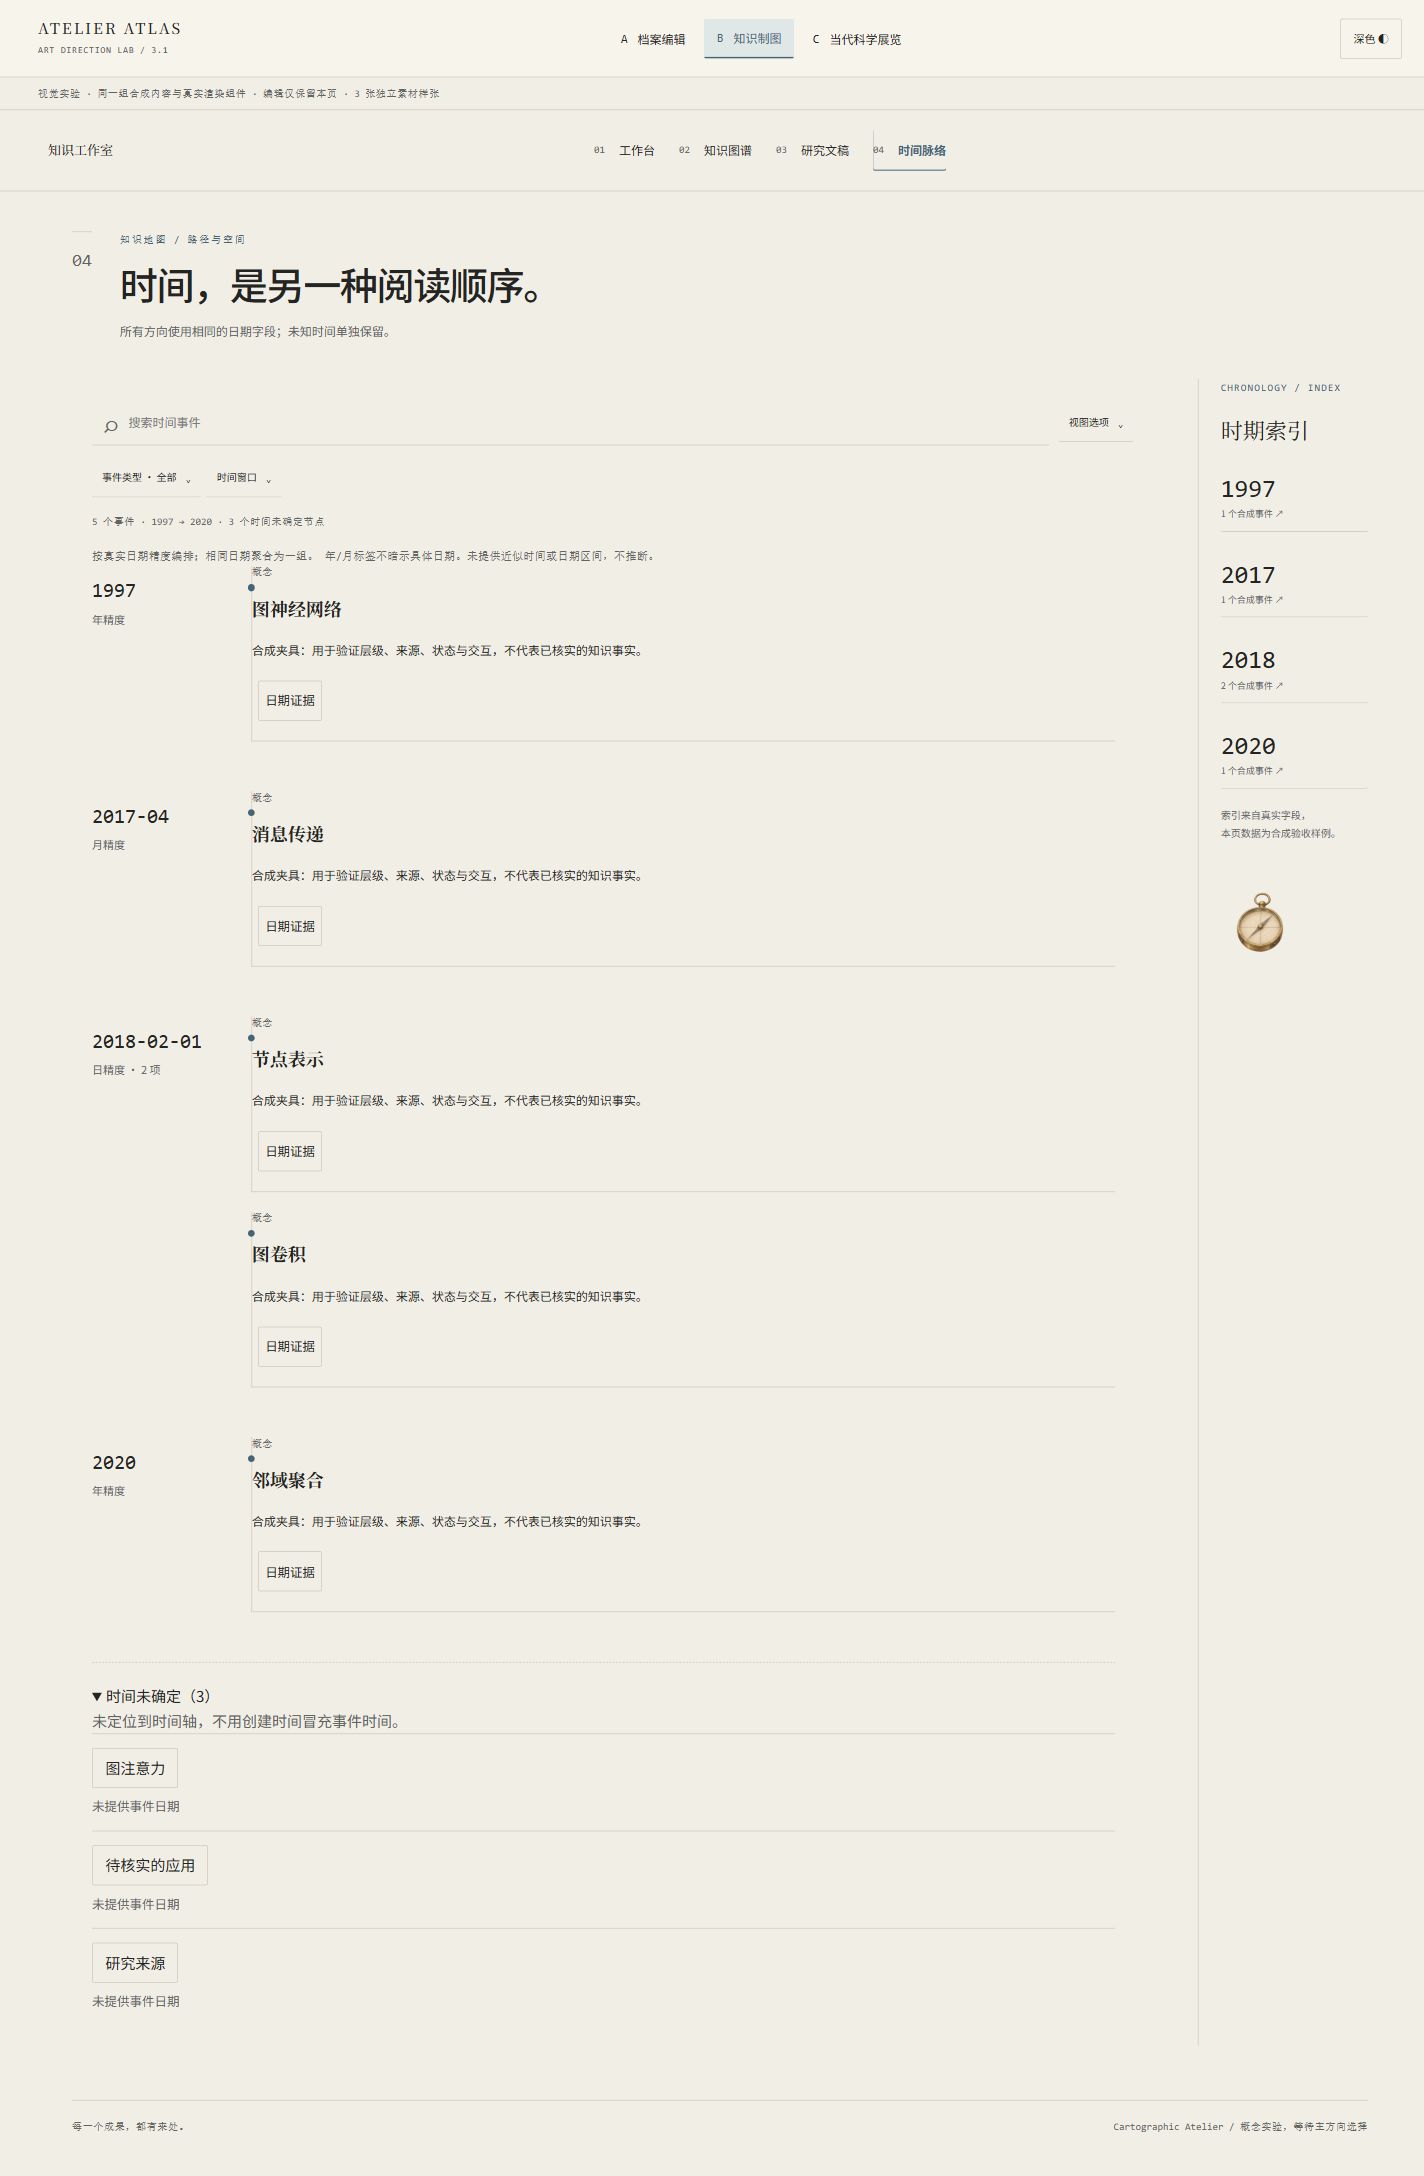 ATELIER ATLAS
ART DIRECTION LAB / 3.1
A 档案编辑
B 知识制图
C 当代科学展览
深色
视觉实验 · 同一组合成内容与真实渲染组件 · 编辑仅保留本页 · 3 张独立素材样张
知识工作室
01 工作台
02 知识图谱
03 研究文稿
04 时间脉络
04
知识地图 / 路径与空间
时间，是另一种阅读顺序。
所有方向使用相同的日期字段；未知时间单独保留。
搜索时间事件
视图选项
事件类型 · 全部
时间窗口
5 个事件 · 1997 → 2020 · 3 个时间未确定节点
按真实日期精度编排；相同日期聚合为一组。 年/月标签不暗示具体日期。未提供近似时间或日期区间，不推断。
1997
年精度
概念
图神经网络
合成夹具：用于验证层级、来源、状态与交互，不代表已核实的知识事实。
日期证据
2017-04
月精度
概念
消息传递
合成夹具：用于验证层级、来源、状态与交互，不代表已核实的知识事实。
日期证据
2018-02-01
日精度 · 2 项
概念
节点表示
合成夹具：用于验证层级、来源、状态与交互，不代表已核实的知识事实。
日期证据
概念
图卷积
合成夹具：用于验证层级、来源、状态与交互，不代表已核实的知识事实。
日期证据
2020
年精度
概念
邻域聚合
合成夹具：用于验证层级、来源、状态与交互，不代表已核实的知识事实。
日期证据
▼ 时间未确定（3）
未定位到时间轴，不用创建时间冒充事件时间。
图注意力
未提供事件日期
待核实的应用
未提供事件日期
研究来源
未提供事件日期
CHRONOLOGY / INDEX
时期索引
1997
1 个合成事件 ↗
2017
1 个合成事件 ↗
2018
2 个合成事件 ↗
2020
1 个合成事件 ↗
索引来自真实字段，
本页数据为合成验收样例。
每一个成果，都有来处。
Cartographic Atelier / 概念实验，等待主方向选择